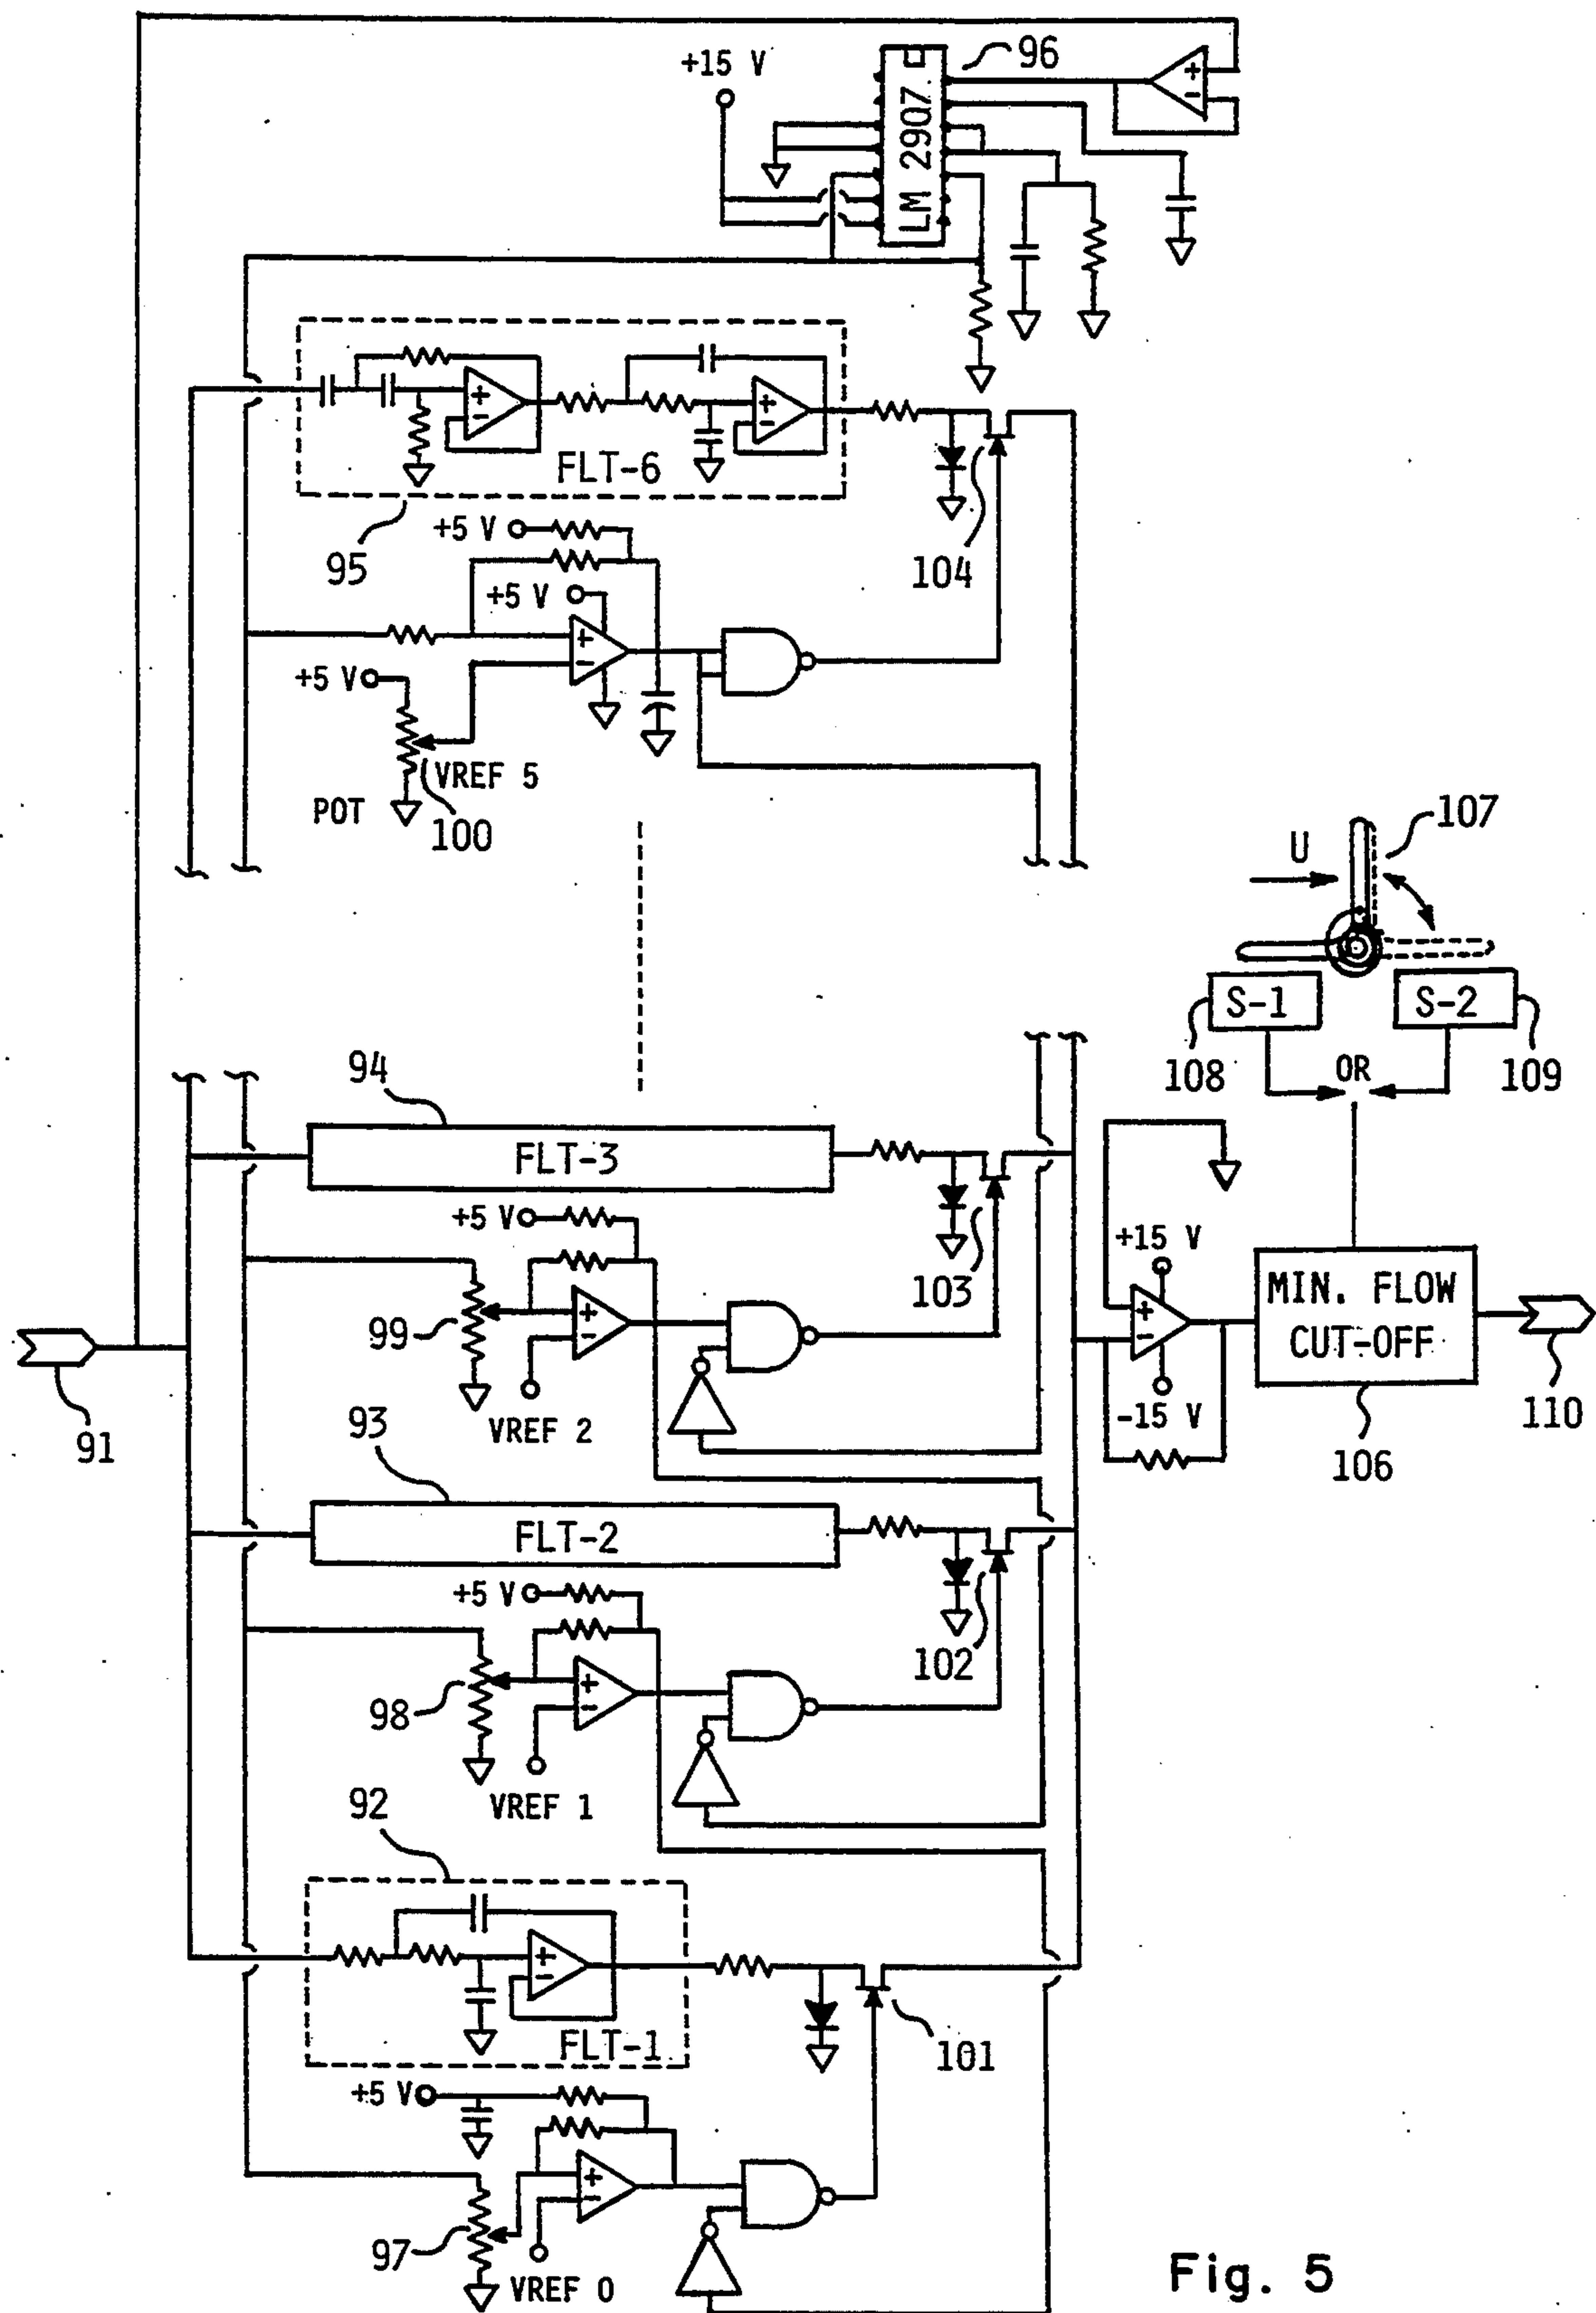 +15 V
96
LM 2907
+
-
+
-
+
-
FLT-6
95
104
+5 V
+5 V
+
-
+5 V
VREF 5
POT
100
107
U
S-1
S-2
108
OR
109
94
FLT-3
+5 V
103
99
+
-
VREF 2
+15 V
+
-
-15 V
MIN. FLOW
CUT-OFF
91
106
110
93
FLT-2
+5 V
102
98
+
-
VREF 1
92
+
-
FLT-1
101
+5 V
97
+
-
VREF 0
Fig. 5